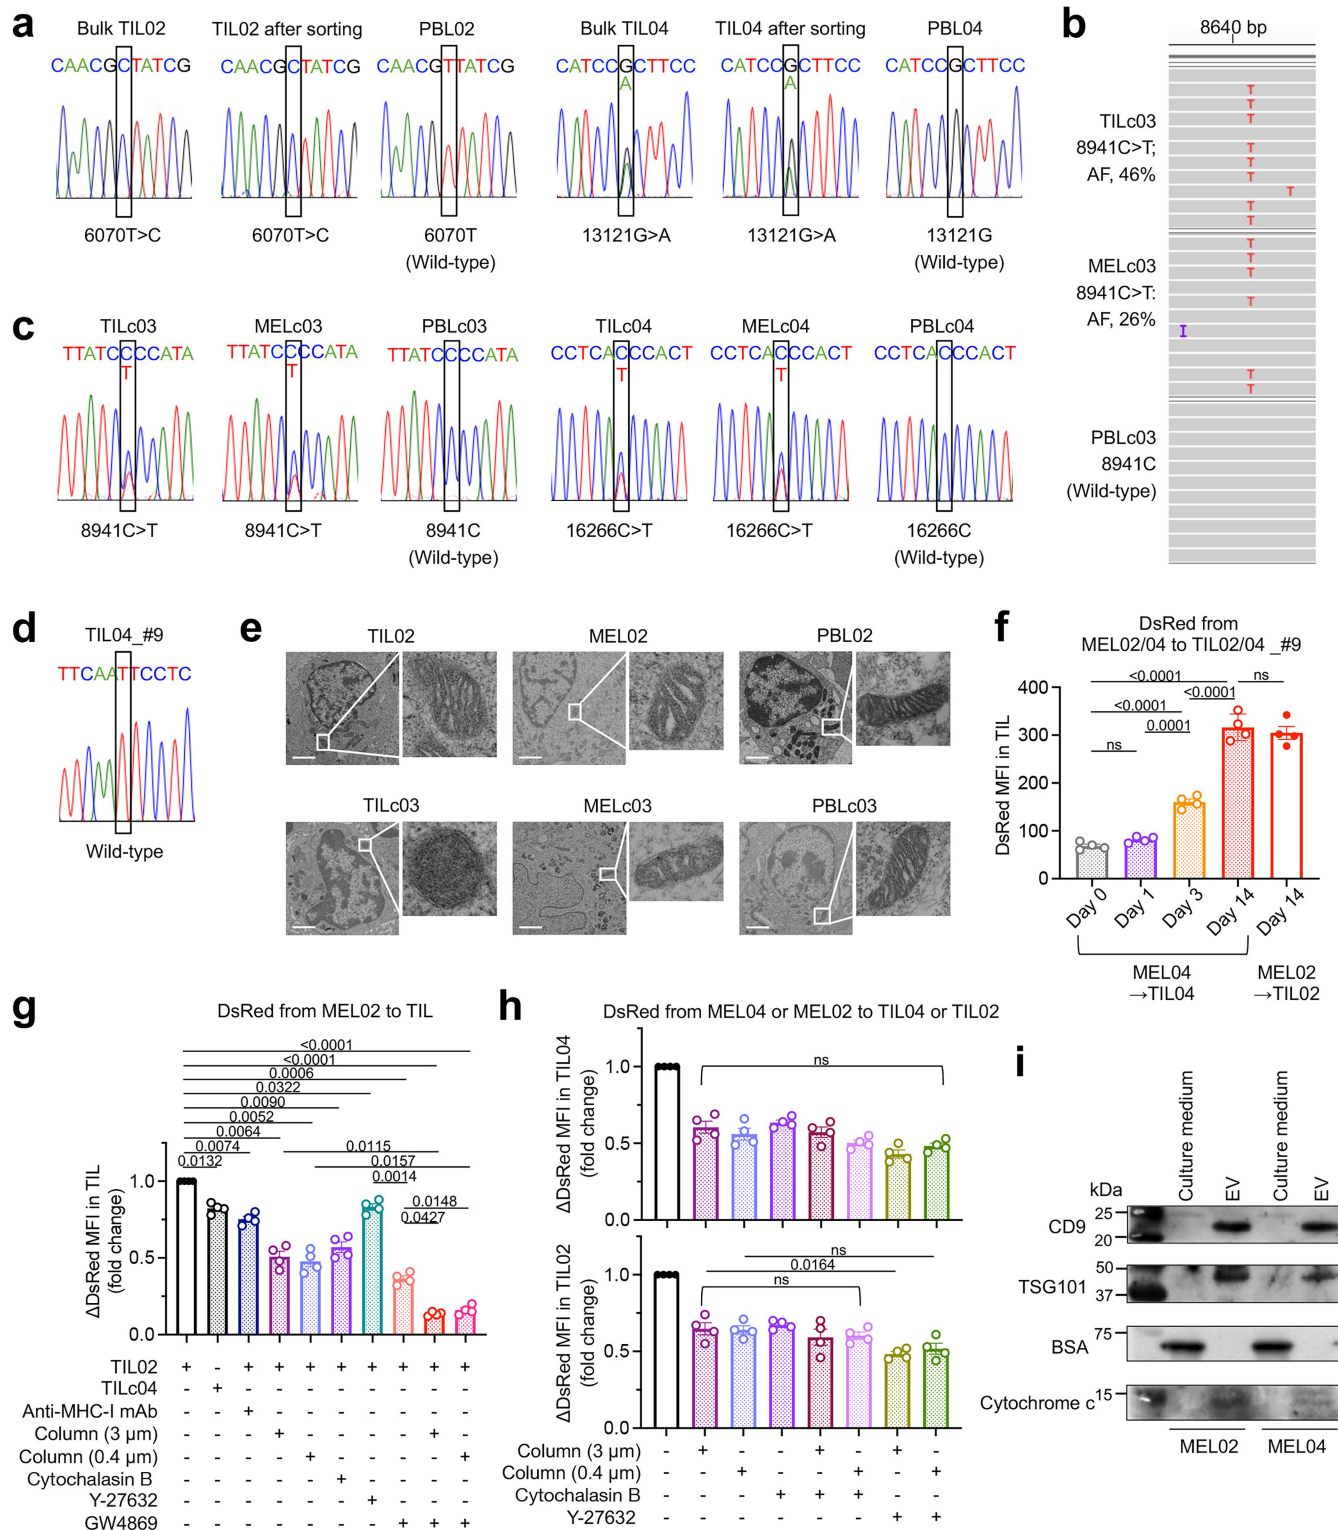 a
Bulk TIL02
TIL02 after sorting
PBL02
Bulk TIL04
TIL04 after sorting
PBL04
CAACGCTATCG
CAACGCTATCG
CAACGTTATCG
CATCCGCTTCC
CATCCGCTTCC
CATCCGCTTCC
A
A
6070T>C
6070T>C
6070T
13121G>A
13121G>A
13121G
(Wild-type)
(Wild-type)
b
8640 bp
T
T
T
T
T
T
T
T
T
TILc03
8941C>T;
AF, 46%
T
T
T
T
T
T
MELc03
8941C>T:
AF, 26%
PBLc03
8941C
(Wild-type)
c
TILc03
MELc03
PBLc03
TILc04
MELc04
PBLc04
TTATCCCCATA
TTATCCCCATA
TTATCCCCATA
CCTCACCCACT
CCTCACCCACT
CCTCACCCACT
T
T
T
T
8941C>T
8941C>T
8941C
16266C>T
16266C>T
16266C
(Wild-type)
(Wild-type)
d
TIL04_#9
TTCAATTCCTC
Wild-type
e
TIL02
MEL02
PBL02
TILc03
MELc03
PBLc03
f
DsRed from
MEL02/04 to TIL02/04 _#9
<0.0001
ns
<0.0001
<0.0001
0.0001
ns
DsRed MFI in TIL
400
300
200
100
0
Day 0
Day 1
Day 3
Day 14
Day 14
MEL04
→TIL04
MEL02
→TIL02
g
DsRed from MEL02 to TIL
<0.0001
<0.0001
0.0006
0.0322
0.0090
0.0052
0.0064
0.0074
0.0132
0.0115
0.0157
0.0014
0.0148
0.0427
ΔDsRed MFI in TIL
(fold change)
1.0
0.5
0.0
TIL02 + - + + + + + + + +
TILc04 - + - - - - - - - -
Anti-MHC-I mAb - - + - - - - - - -
Column (3 μm) - - - + - - - - + -
Column (0.4 μm) - - - - + - - - - +
Cytochalasin B - - - - - + - - - -
Y-27632 - - - - - - + - - -
GW4869 - - - - - - - + + +
h
DsRed from MEL04 or MEL02 to TIL04 or TIL02
ns
ΔDsRed MFI in TIL04
(fold change)
1.0
0.5
0.0
ns
0.0164
ns
ΔDsRed MFI in TIL02
(fold change)
1.0
0.5
0.0
Column (3 μm) - + - - + - + -
Column (0.4 μm) - - + - - + - +
Cytochalasin B - - - + + + - -
Y-27632 - - - - - - + +
i
Culture medium
EV
Culture medium
EV
kDa
CD9
25
20
TSG101
50
37
BSA
75
Cytochrome c
15
MEL02
MEL04